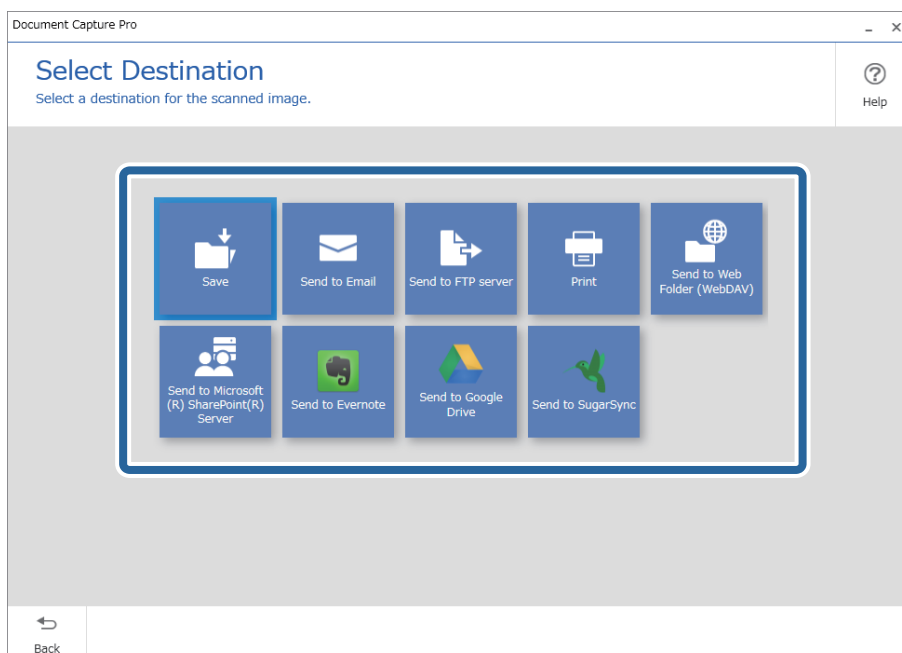 Document Capture Pro
Select Destination
Select a destination for the scanned image.
Help
Save
Send to Email
Send to FTP server
Print
Send to Web
Folder (WebDAV)
Send to Microsoft
(R) SharePoint(R)
Server
Send to Evernote
Send to Google
Drive
Send to SugarSync
Back